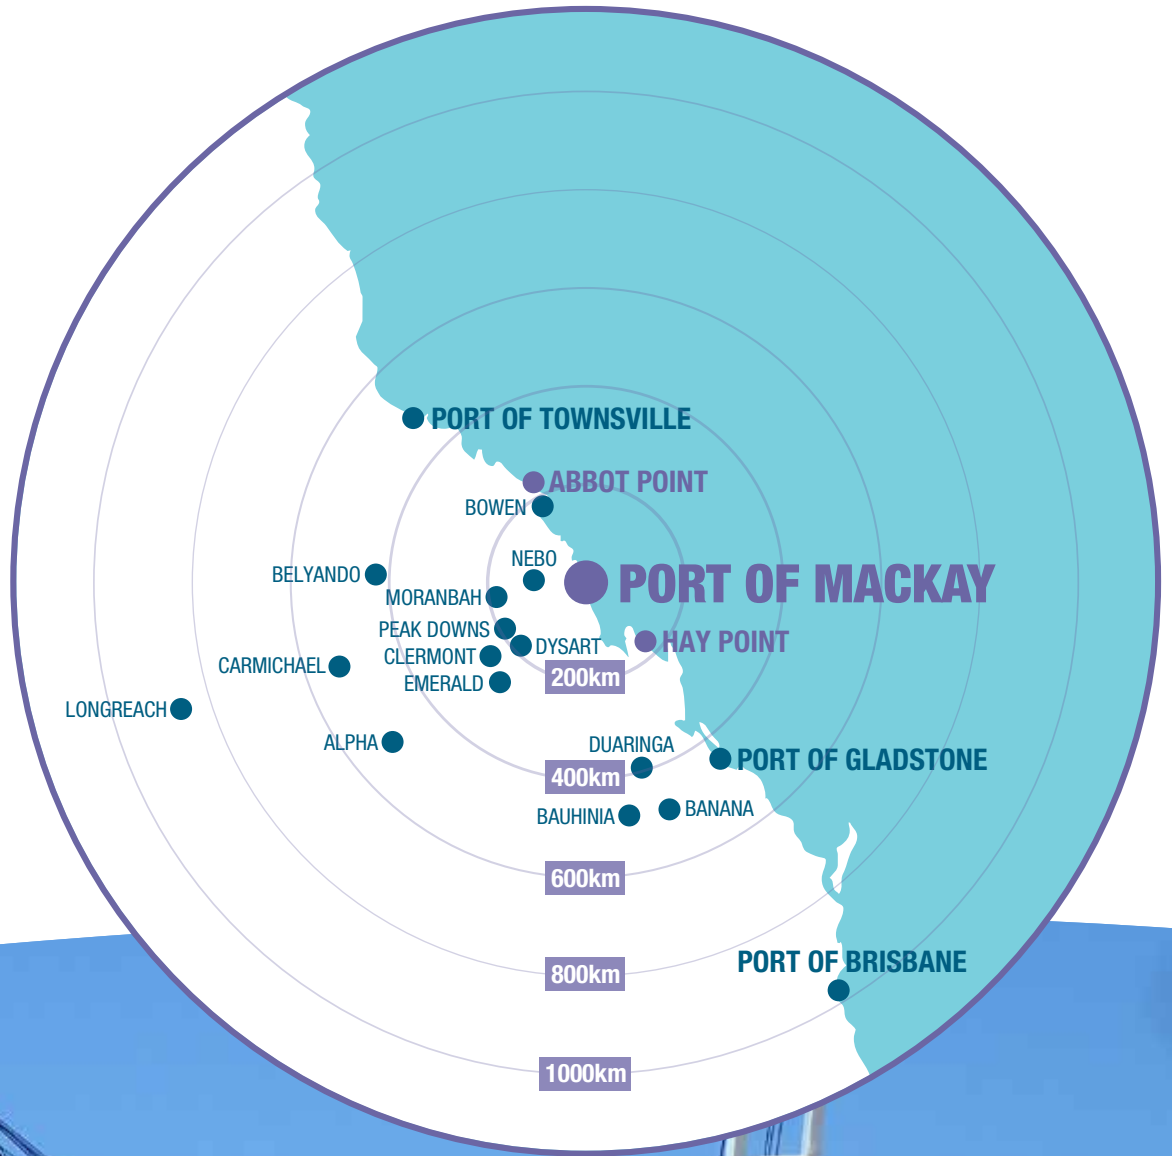 PORT OF TOWNSVILLE
ABBOT POINT
BOWEN
NEBO
BELYANDO
PORT OF MACKAY
MORANBAH
PEAK DOWNS
HAY POINT
DYSART
CLERMONT
CARMICHAEL
200km
EMERALD
LONGREACH
ALPHA
DUARINGA
PORT OF GLADSTONE
400km
BANANA
BAUHINIA
600km
PORT OF BRISBANE
800km
1000km